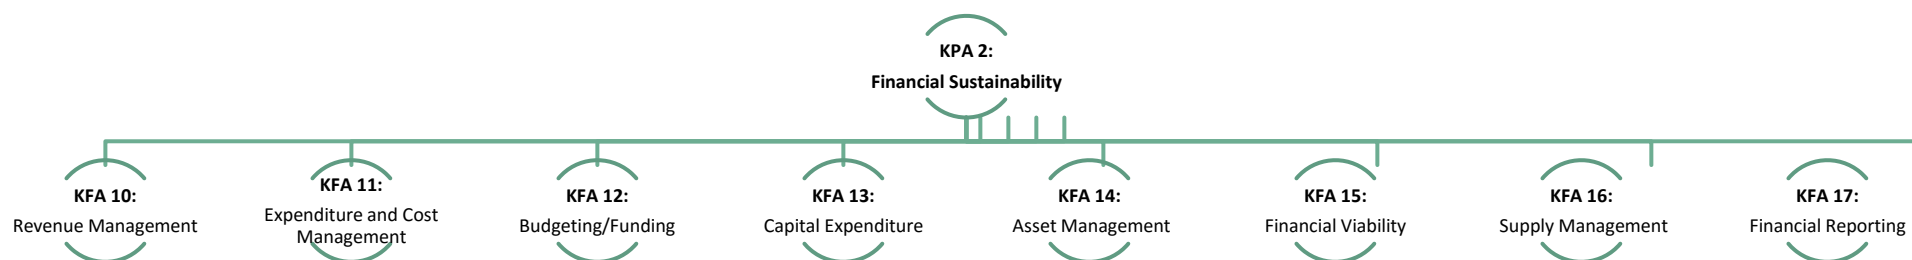 KPA 2:
Financial Sustainability
KFA 10:
Revenue Management
KFA 11:
Expenditure and Cost
Management
KFA 12:
Budgeting/Funding
KFA 13:
Capital Expenditure
KFA 14:
Asset Management
KFA 15:
Financial Viability
KFA 16:
Supply Management
KFA 17:
Financial Reporting